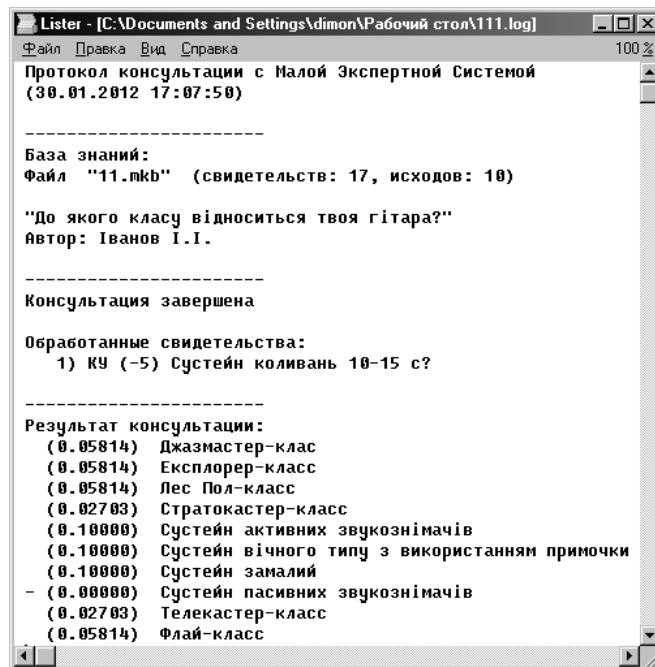 Lister - [C:\Documents and Settings\dimon\Рабочий стол\111.log]
Файл Правка Вид Справка 100 %
Протокол консультации с Малой Экспертной Системой
(30.01.2012 17:07:50)
------------------------
База знаний:
Файл "11.mkb" (свидетельств: 17, исходов: 10)
"До якого класу відноситься твоя гітара?"
Автор: Іванов І.І.
------------------------
Консультация завершена
Обработанные свидетельства:
1) КУ (-5) Сустейн коливань 10-15 с?
------------------------
Результат консультации:
(0.05814) Джазмастер-клас
(0.05814) Експлорер-класс
(0.05814) Лес Пол-класс
(0.02703) Стратокастер-класс
(0.10000) Сустейн активних звукознімачів
(0.10000) Сустейн вічного типу з використанням примочки
(0.10000) Сустейн замалий
- (0.00000) Сустейн пасивних звукознімачів
(0.02703) Телекастер-класс
(0.05814) Флай-класс